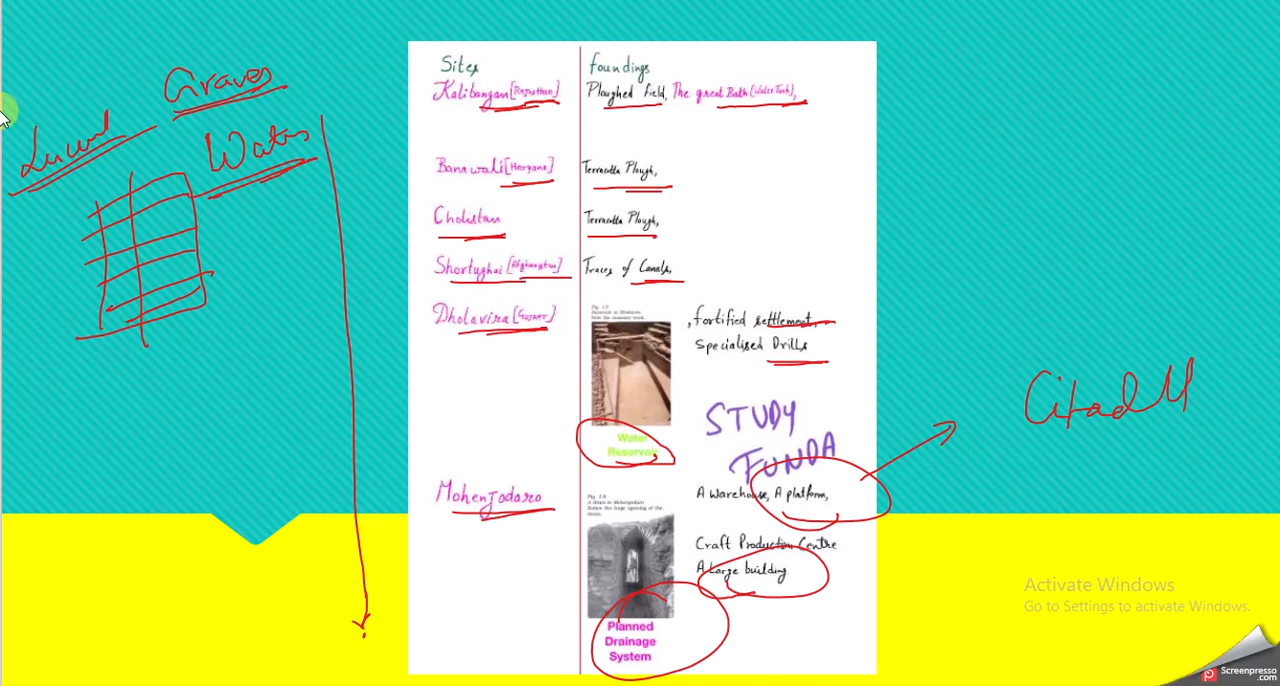 Graves
Water
Sites
foundings
Kalibangan [Rajasthan]
Ploughed field, The great Bath (Water Tank),
Banawali [Haryana]
Terracotta Plough,
Cholistan
Terracotta Plough,
Shortughai [Afghanistan]
Traces of Canals,
Dholavira [GUJRAT]
, fortified settlement,
Specialised Drills
Water
Reservoir
STUDY
FUNDA
Mohenjodaro
A Warehouse, A platform,
Craft Production Centre
A Large building
Planned
Drainage
System
Citadel
Activate Windows
Go to Settings to activate Windows.
Screenpresso
.com